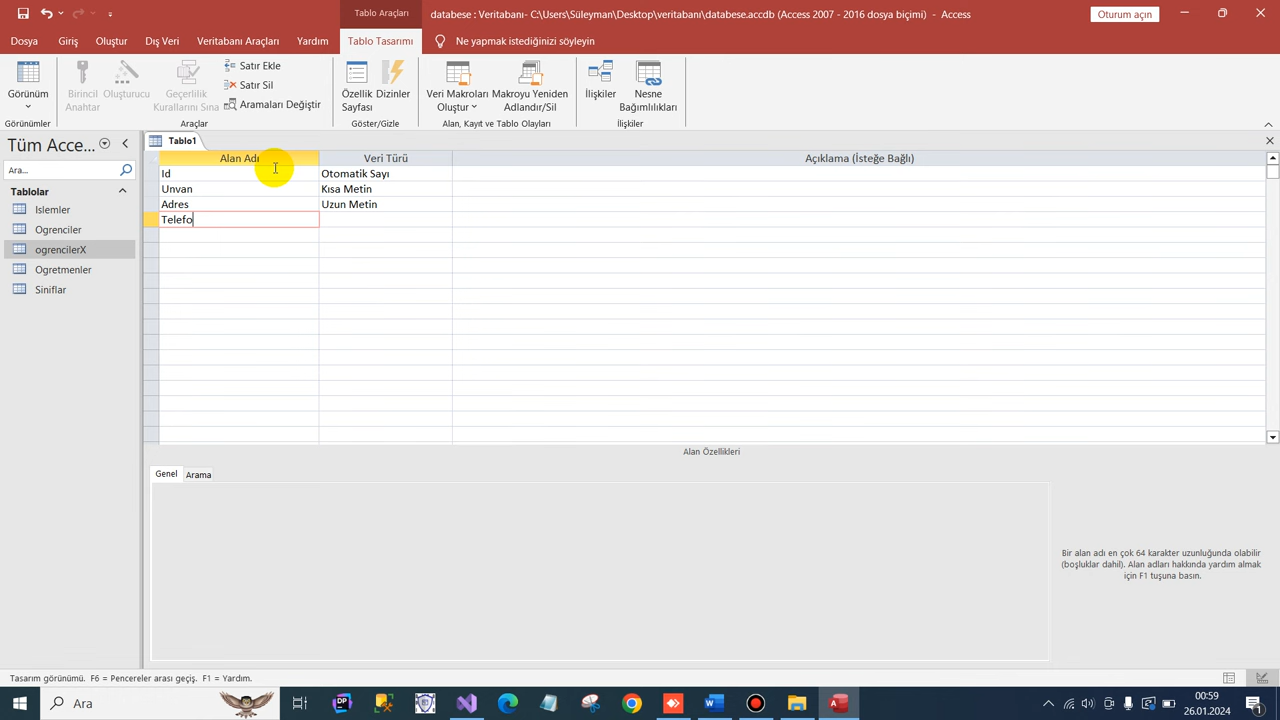 Tablo Araçları
databese : Veritabanı- C:\Users\Süleyman\Desktop\veritabanı\databese.accdb (Access 2007 - 2016 dosya biçimi) - Access
Oturum açın
Dosya Giriş Oluştur Dış Veri Veritabanı Araçları Yardım Tablo Tasarımı Ne yapmak istediğinizi söyleyin
Görünüm
Birincil Anahtar
Oluşturucu
Geçerlilik Kurallarını Sına
Satır Ekle
Satır Sil
Aramaları Değiştir
Özellik Sayfası
Dizinler
Veri Makroları Oluştur
Makroyu Yeniden Adlandır/Sil
İlişkiler
Nesne Bağımlılıkları
Görünümler Araçlar Göster/Gizle Alan, Kayıt ve Tablo Olayları İlişkiler
Tüm Acce...
Ara...
Tablolar
Islemler
Ogrenciler
ogrencilerX
Ogretmenler
Siniflar
Tablo1
Alan Adı Veri Türü Açıklama (İsteğe Bağlı)
Id Otomatik Sayı
Unvan Kısa Metin
Adres Uzun Metin
Telefo
Alan Özellikleri
Genel Arama
Bir alan adı en çok 64 karakter uzunluğunda olabilir
(boşluklar dahil). Alan adları hakkında yardım almak
için F1 tuşuna basın.
Tasarım görünümü. F6 = Pencereler arası geçiş. F1 = Yardım.
Ara
DP
00:59
26.01.2024
1